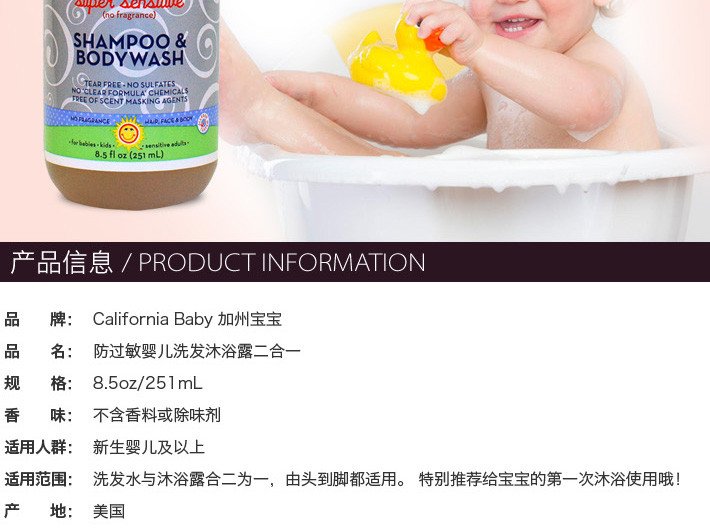 super sensitive
(no fragrance)
SHAMPOO &
BODYWASH
TEAR FREE • NO SULFATES
NO 'CLEAR FORMULA' CHEMICALS
FREE OF SCENT MASKING AGENTS
NO FRAGRANCE HAIR, FACE & BODY
• for babies • kids • sensitive adults •
8.5 fl oz (251 mL)
产品信息 / PRODUCT INFORMATION
品 牌： California Baby 加州宝宝
品 名： 防过敏婴儿洗发沐浴露二合一
规 格： 8.5oz/251mL
香 味： 不含香料或除味剂
适用人群： 新生婴儿及以上
适用范围： 洗发水与沐浴露合二为一，由头到脚都适用。 特别推荐给宝宝的第一次沐浴使用哦！
产 地： 美国